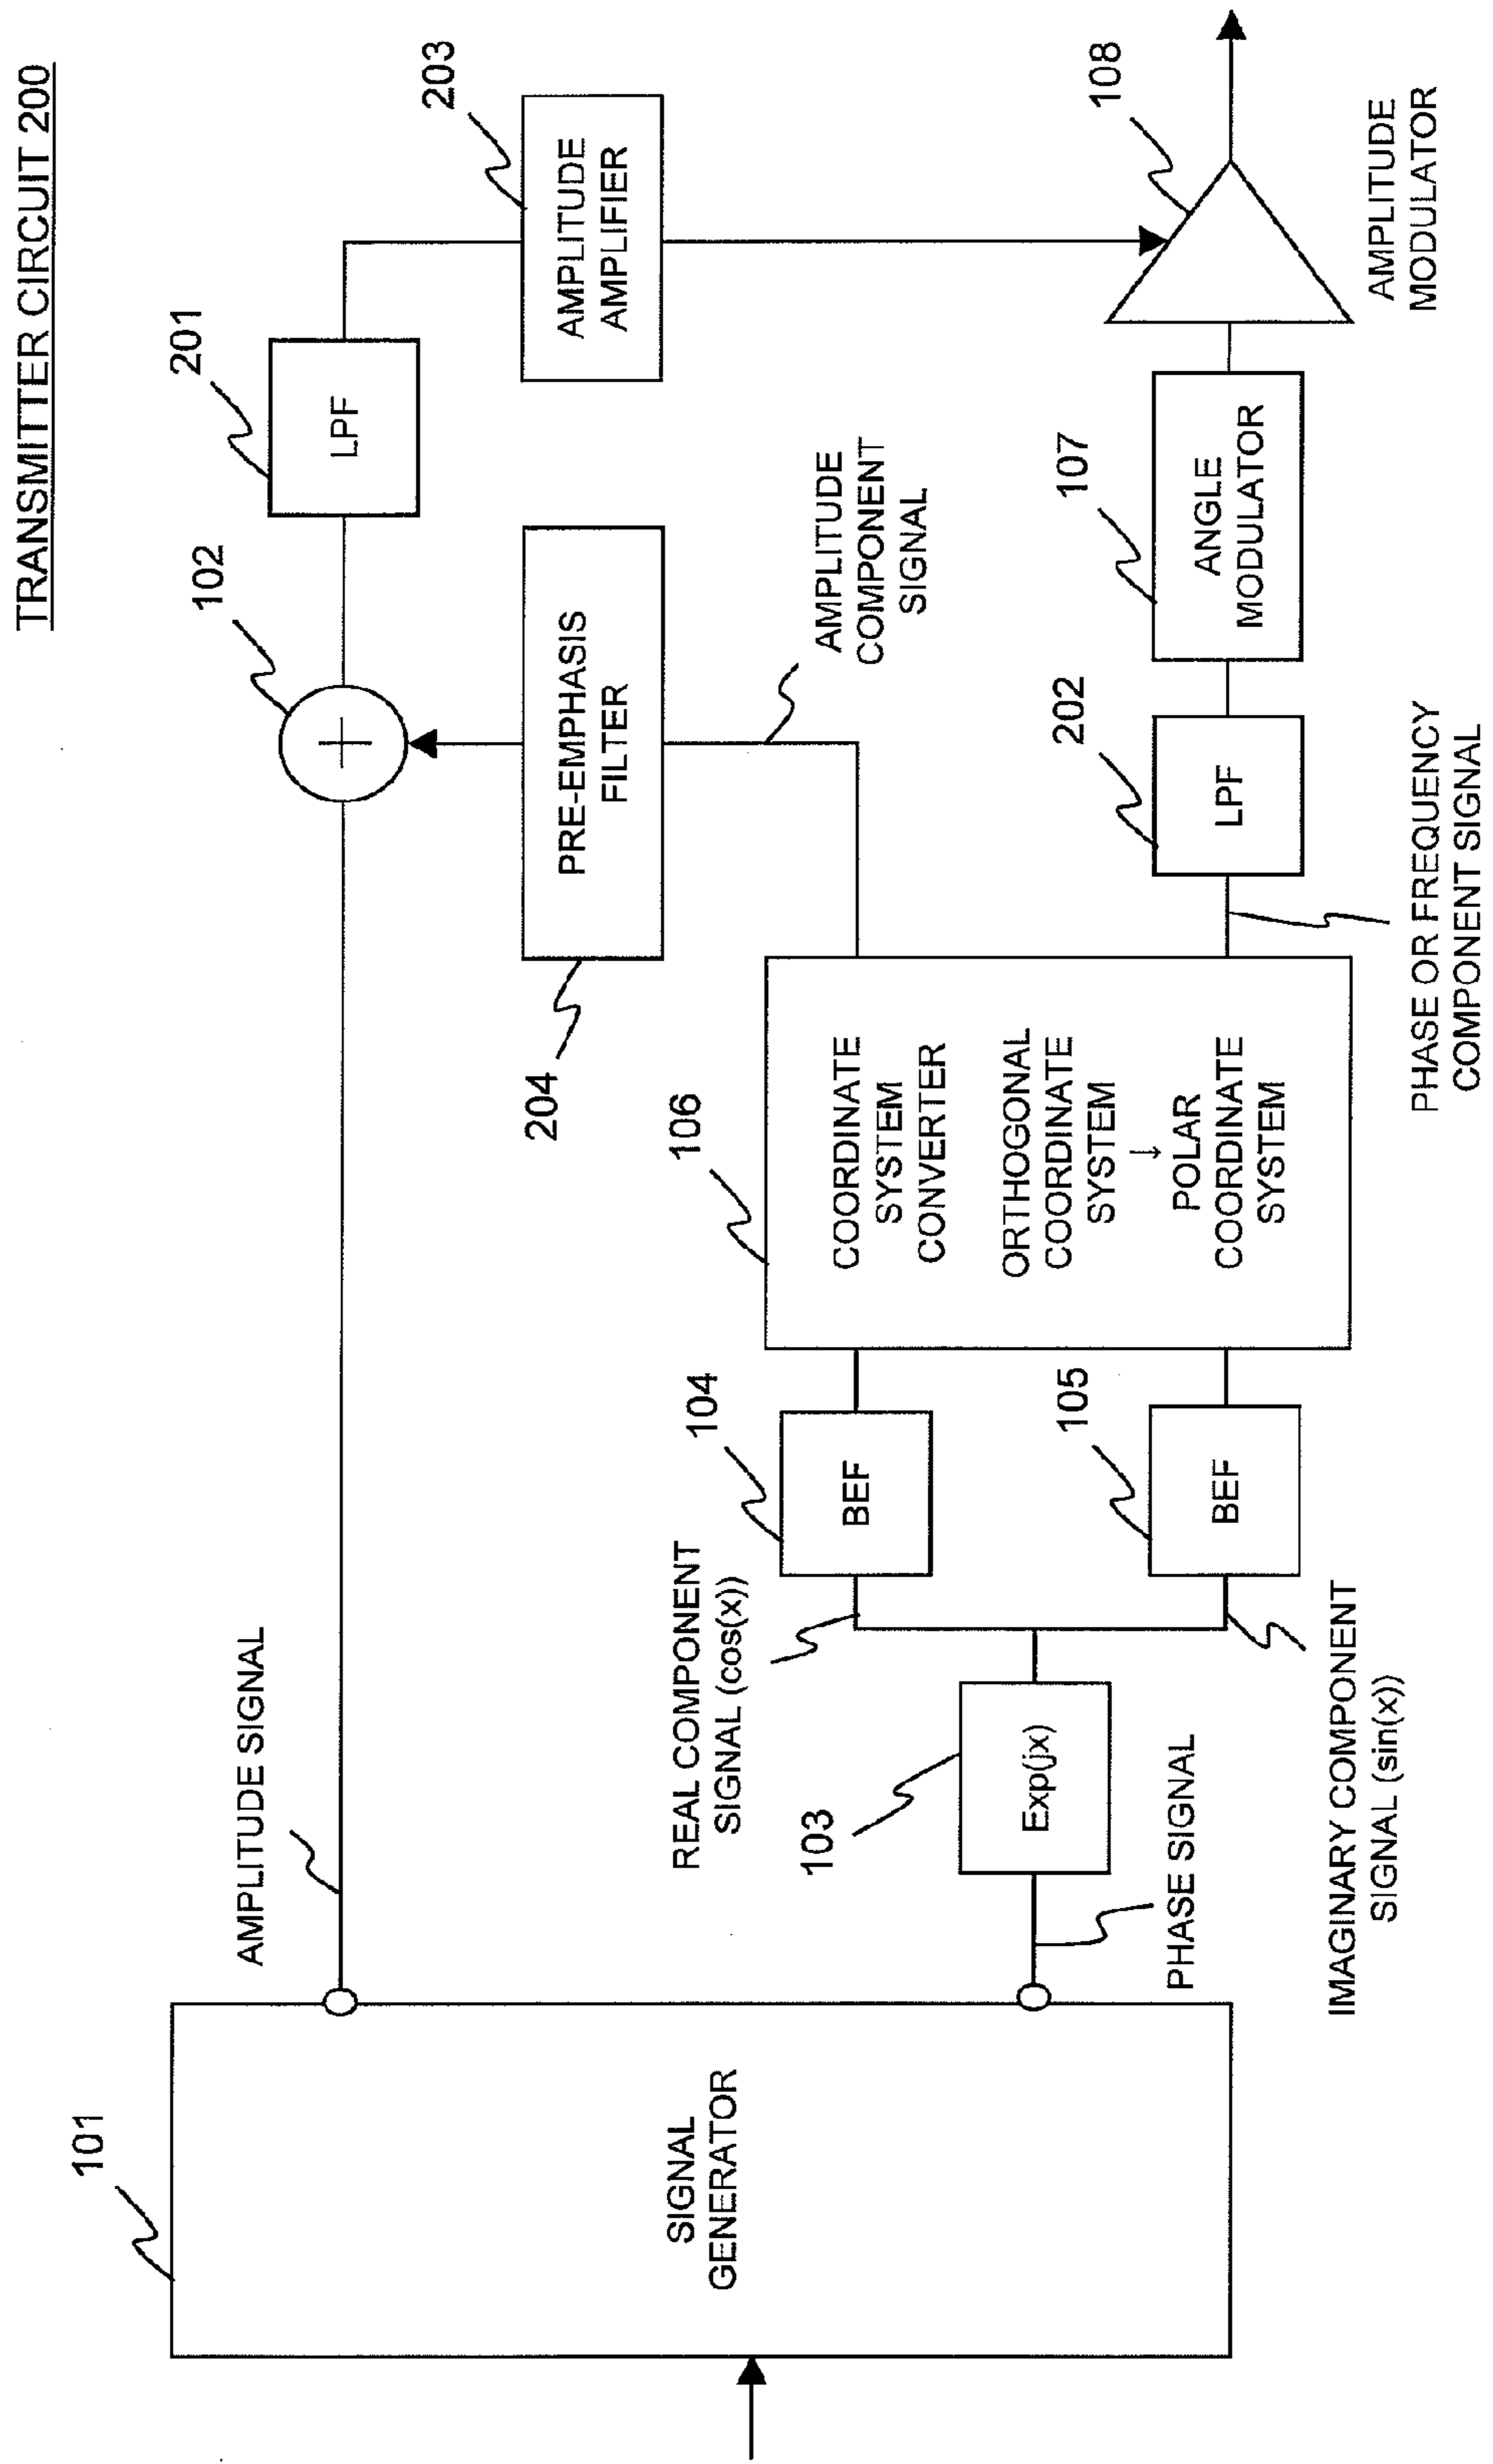 TRANSMITTER CIRCUIT 200
101
SIGNAL
GENERATOR
AMPLITUDE SIGNAL
PHASE SIGNAL
103
Exp(jx)
REAL COMPONENT
SIGNAL (cos(x))
IMAGINARY COMPONENT
SIGNAL (sin(x))
104
BEF
105
BEF
106
COORDINATE
SYSTEM
CONVERTER
ORTHOGONAL
COORDINATE
SYSTEM
↓
POLAR
COORDINATE
SYSTEM
204
PRE-EMPHASIS
FILTER
AMPLITUDE
COMPONENT
SIGNAL
PHASE OR FREQUENCY
COMPONENT SIGNAL
102
+
201
LPF
202
LPF
107
ANGLE
MODULATOR
203
AMPLITUDE
AMPLIFIER
108
AMPLITUDE
MODULATOR